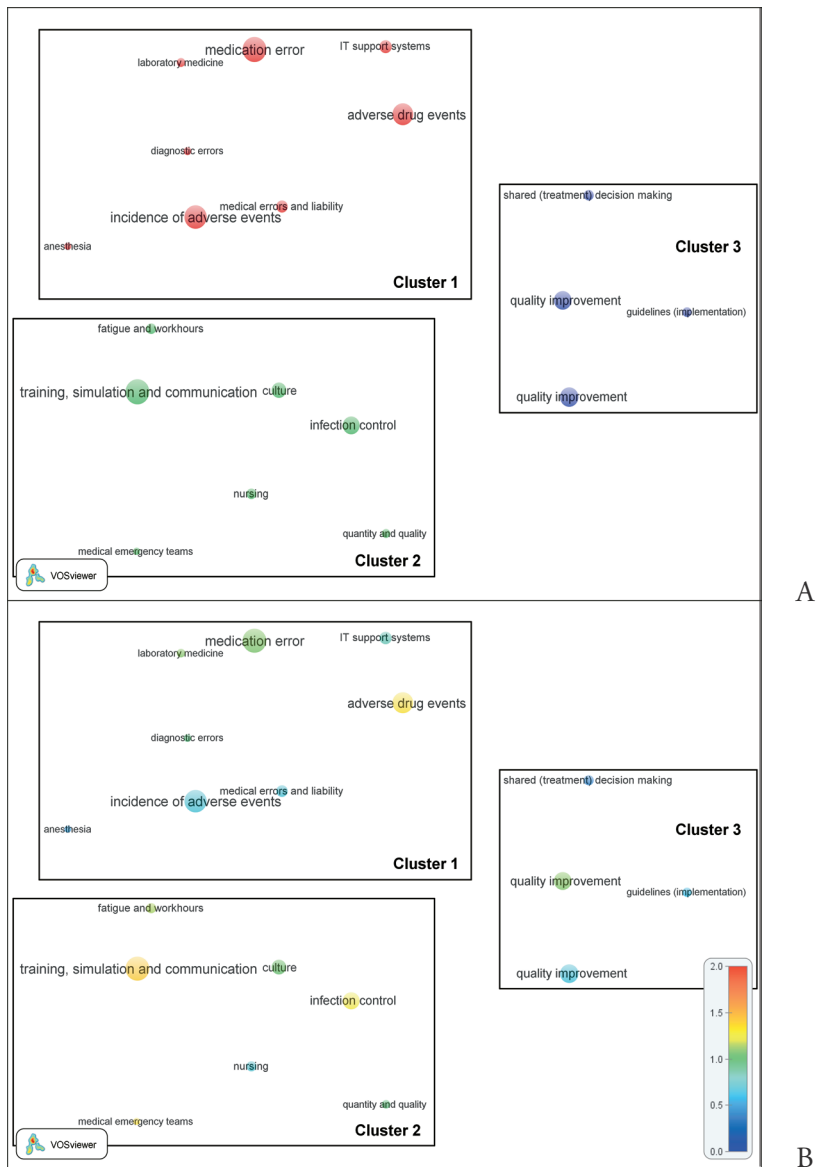 medication error
IT support systems
laboratory medicine
adverse drug events
diagnostic errors
medical errors and liability
incidence of adverse events
anesthesia
Cluster 1
shared (treatment) decision making
Cluster 3
quality improvement
guidelines (implementation)
quality improvement
fatigue and workhours
training, simulation and communication
culture
infection control
nursing
quantity and quality
medical emergency teams
Cluster 2
VOSviewer
A
medication error
IT support systems
laboratory medicine
adverse drug events
diagnostic errors
medical errors and liability
incidence of adverse events
anesthesia
Cluster 1
shared (treatment) decision making
Cluster 3
quality improvement
guidelines (implementation)
quality improvement
fatigue and workhours
training, simulation and communication
culture
infection control
nursing
quantity and quality
medical emergency teams
Cluster 2
VOSviewer
2.0
1.5
1.0
0.5
0.0
B